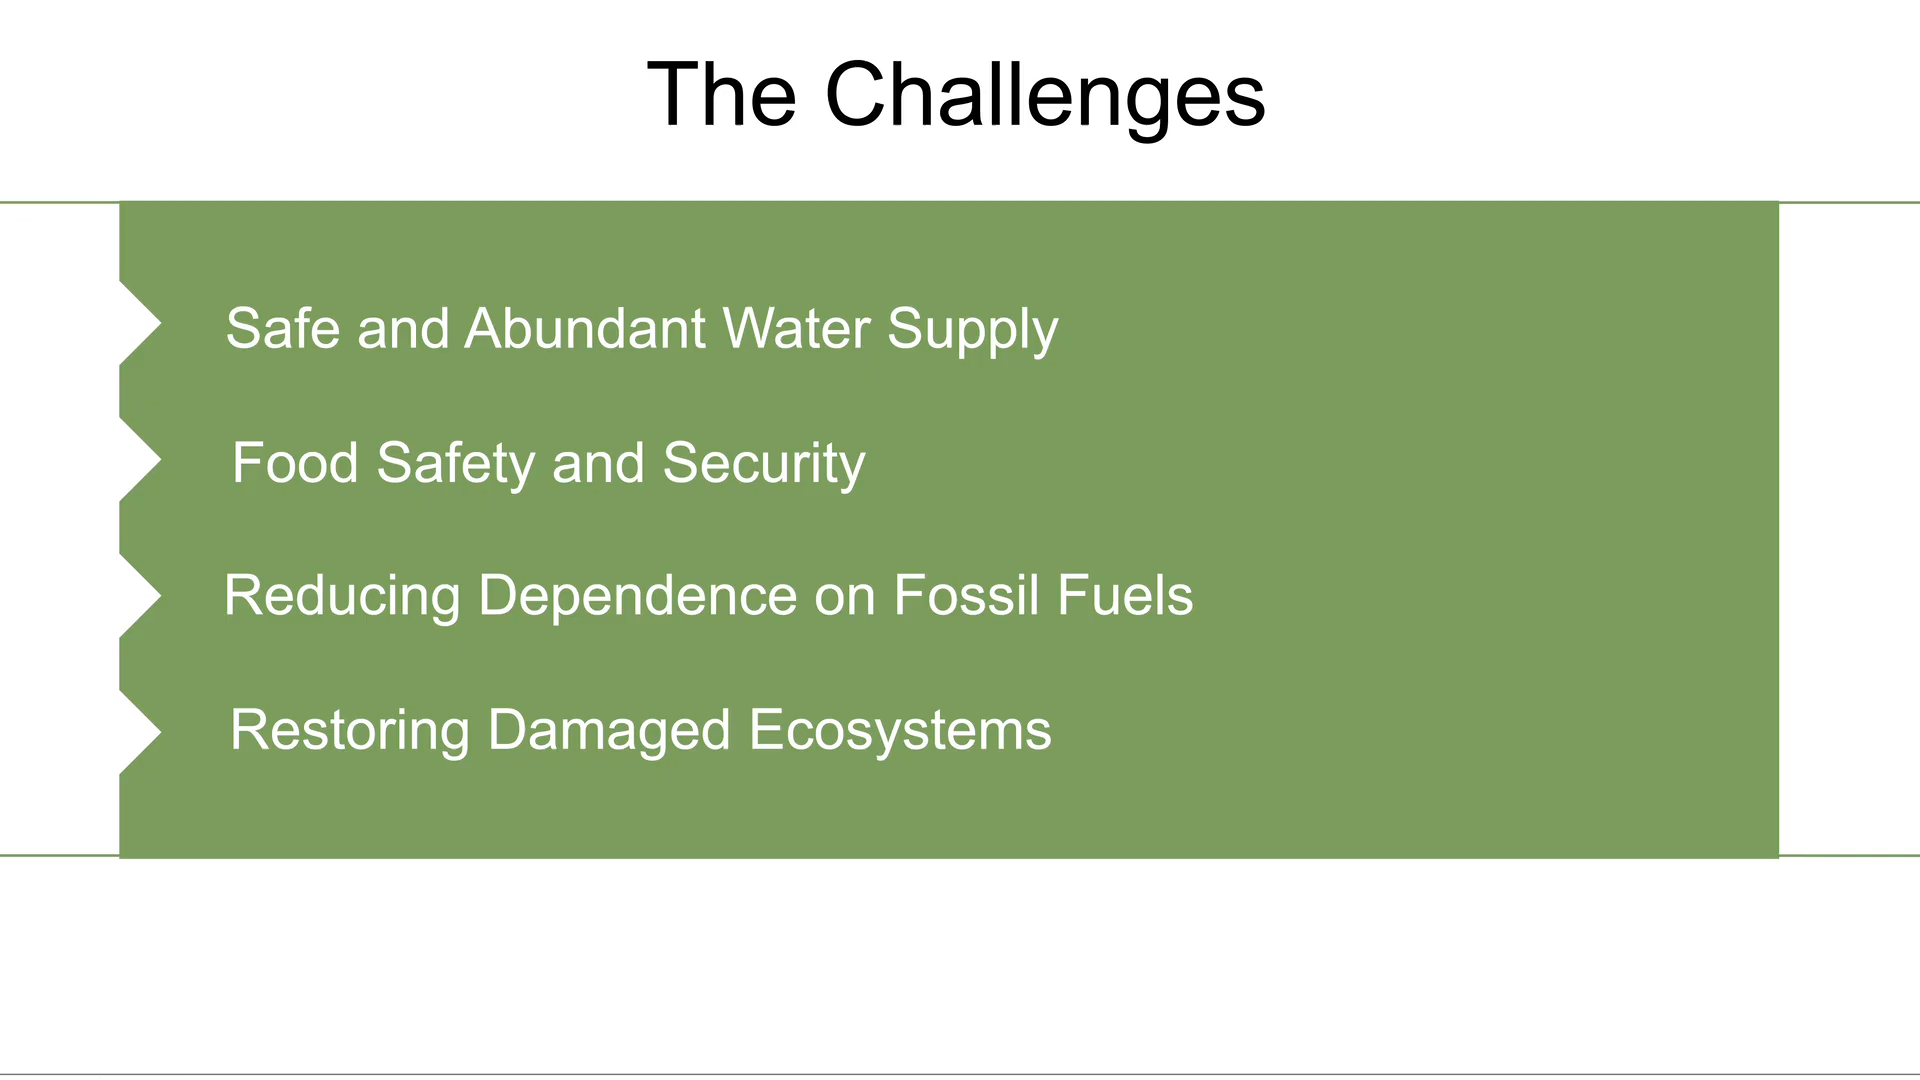 The Challenges
Safe and Abundant Water Supply
Food Safety and Security
Reducing Dependence on Fossil Fuels
Restoring Damaged Ecosystems